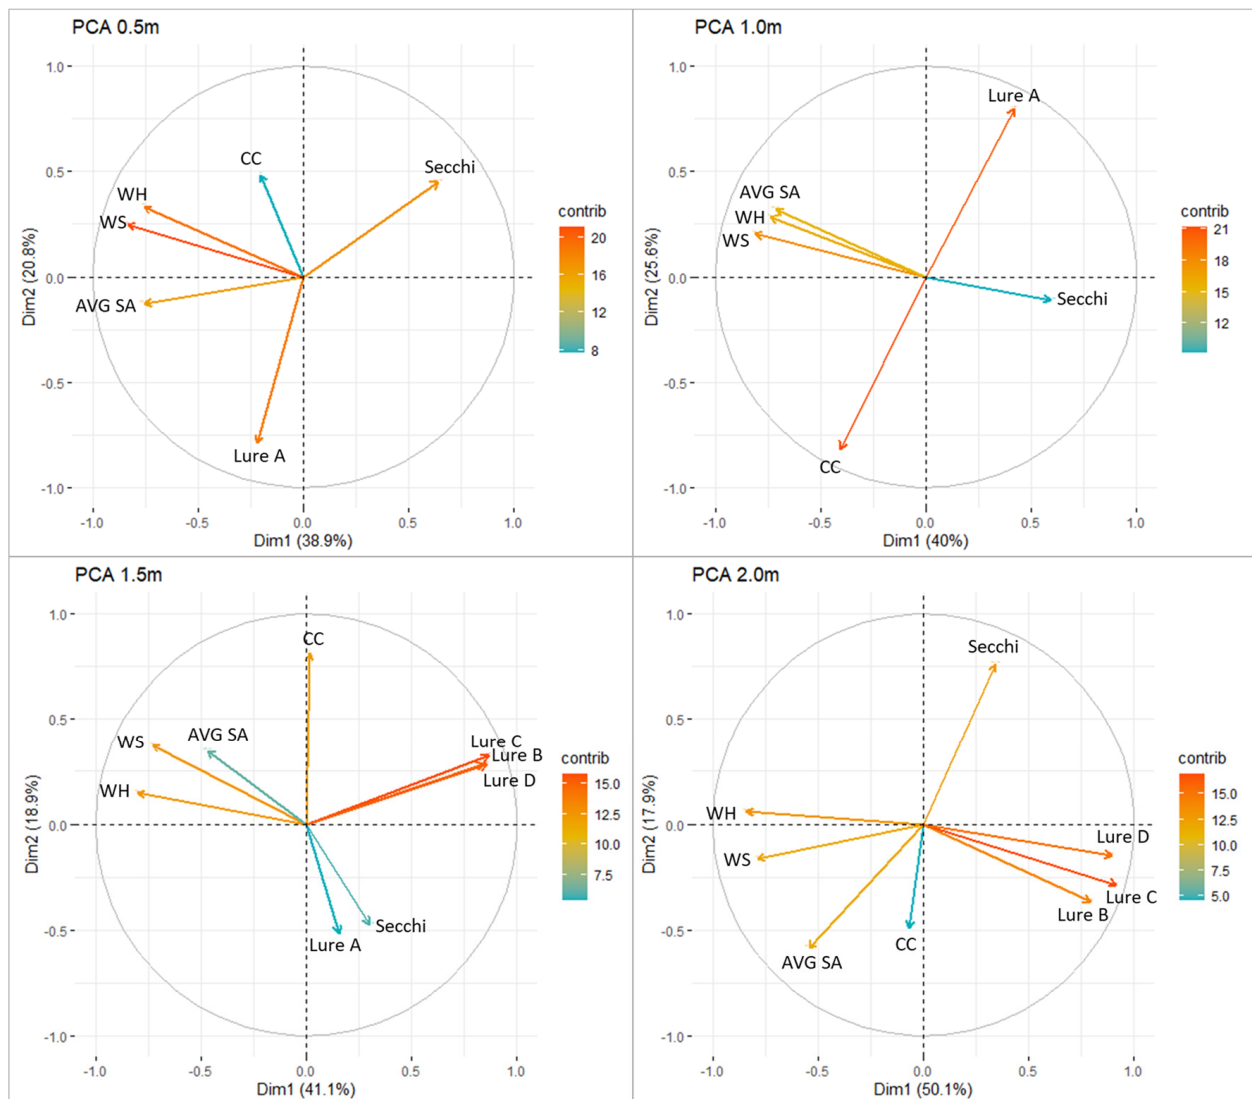 PCA 0.5m
1.0
0.5
0.0
-0.5
-1.0
Dim2 (20.8%)
CC
Secchi
WH
WS
AVG SA
Lure A
-1.0 -0.5 0.0 0.5 1.0
Dim1 (38.9%)
contrib
20
16
12
8
PCA 1.0m
1.0
0.5
0.0
-0.5
-1.0
Dim2 (25.6%)
Lure A
AVG SA
WH
WS
Secchi
CC
-1.0 -0.5 0.0 0.5 1.0
Dim1 (40%)
contrib
21
18
15
12
PCA 1.5m
1.0
0.5
0.0
-0.5
-1.0
Dim2 (18.9%)
CC
WS
AVG SA
Lure C
Lure B
Lure D
WH
Secchi
Lure A
-1.0 -0.5 0.0 0.5 1.0
Dim1 (41.1%)
contrib
15.0
12.5
10.0
7.5
PCA 2.0m
1.0
0.5
0.0
-0.5
-1.0
Dim2 (17.9%)
Secchi
WH
WS
Lure D
Lure C
Lure B
CC
AVG SA
-1.0 -0.5 0.0 0.5 1.0
Dim1 (50.1%)
contrib
15.0
12.5
10.0
7.5
5.0